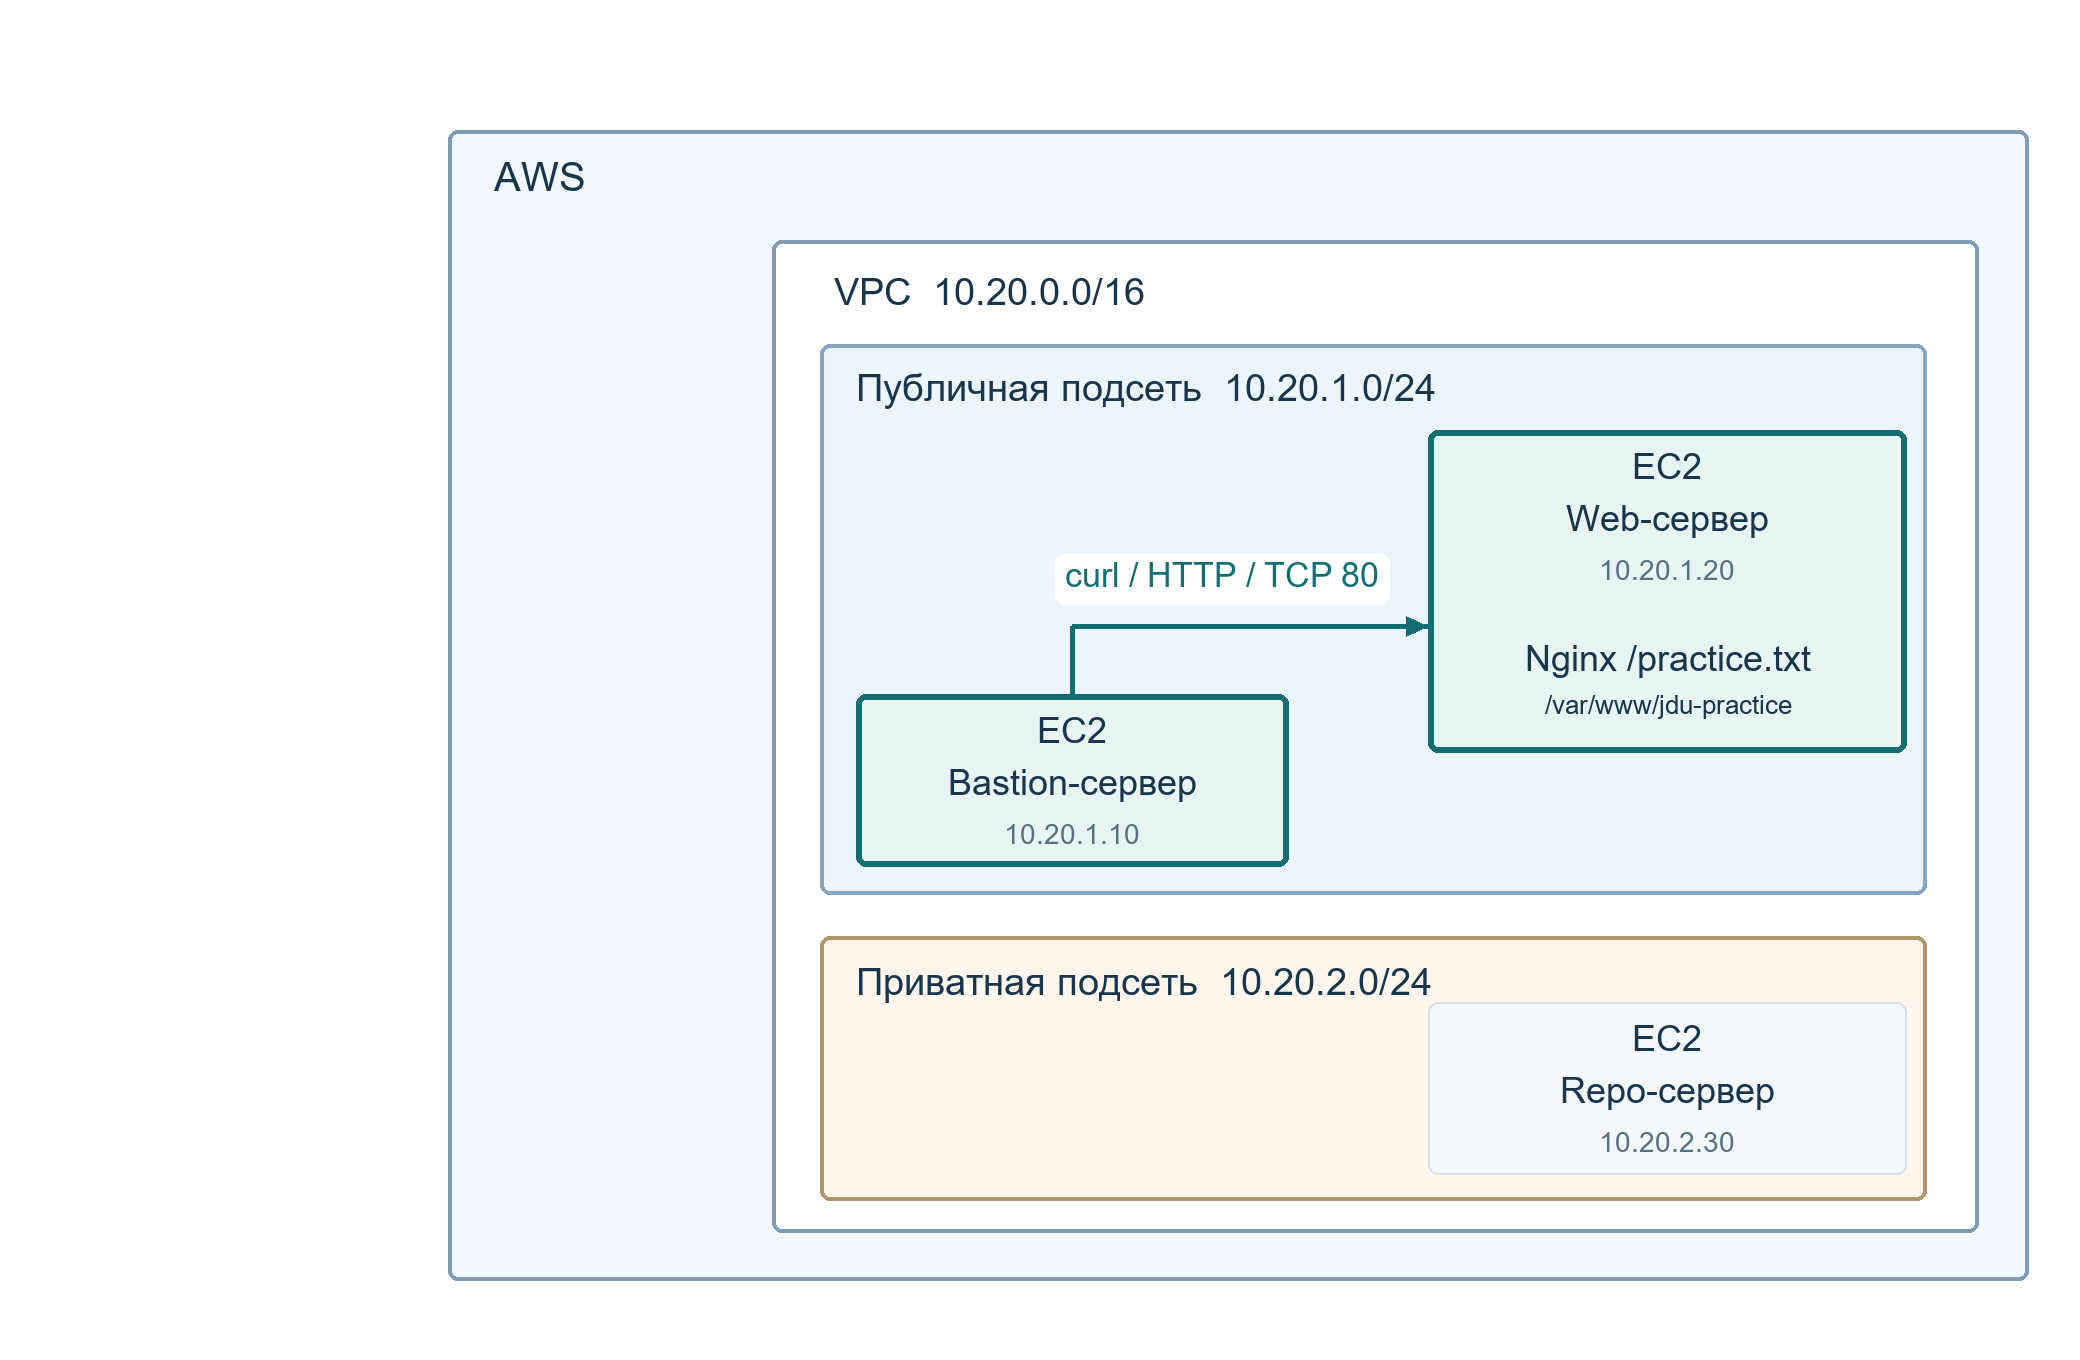 AWS
VPC  10.20.0.0/16
Публичная подсеть  10.20.1.0/24
EC2
Web-сервер
10.20.1.20
Nginx /practice.txt
/var/www/jdu-practice
curl / HTTP / TCP 80
EC2
Bastion-сервер
10.20.1.10
Приватная подсеть  10.20.2.0/24
EC2
Repo-сервер
10.20.2.30